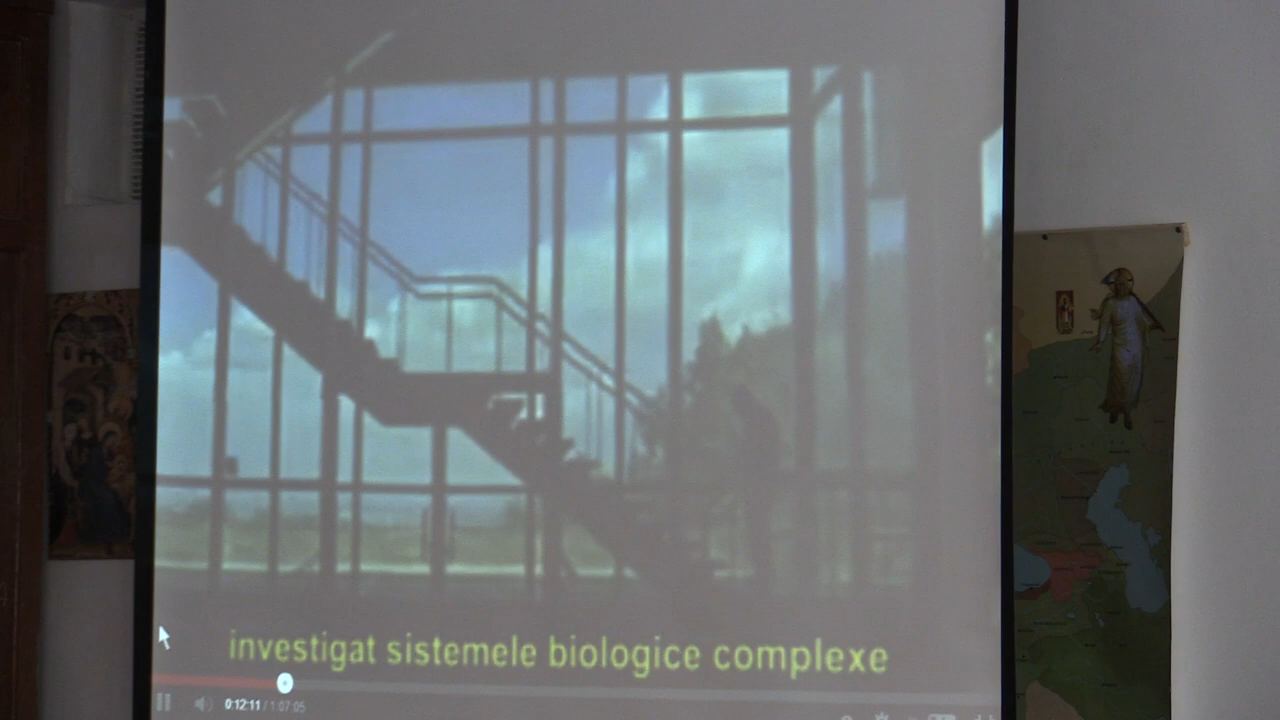 investigat sistemele biologice complexe
0:12:11 / 1:07:05